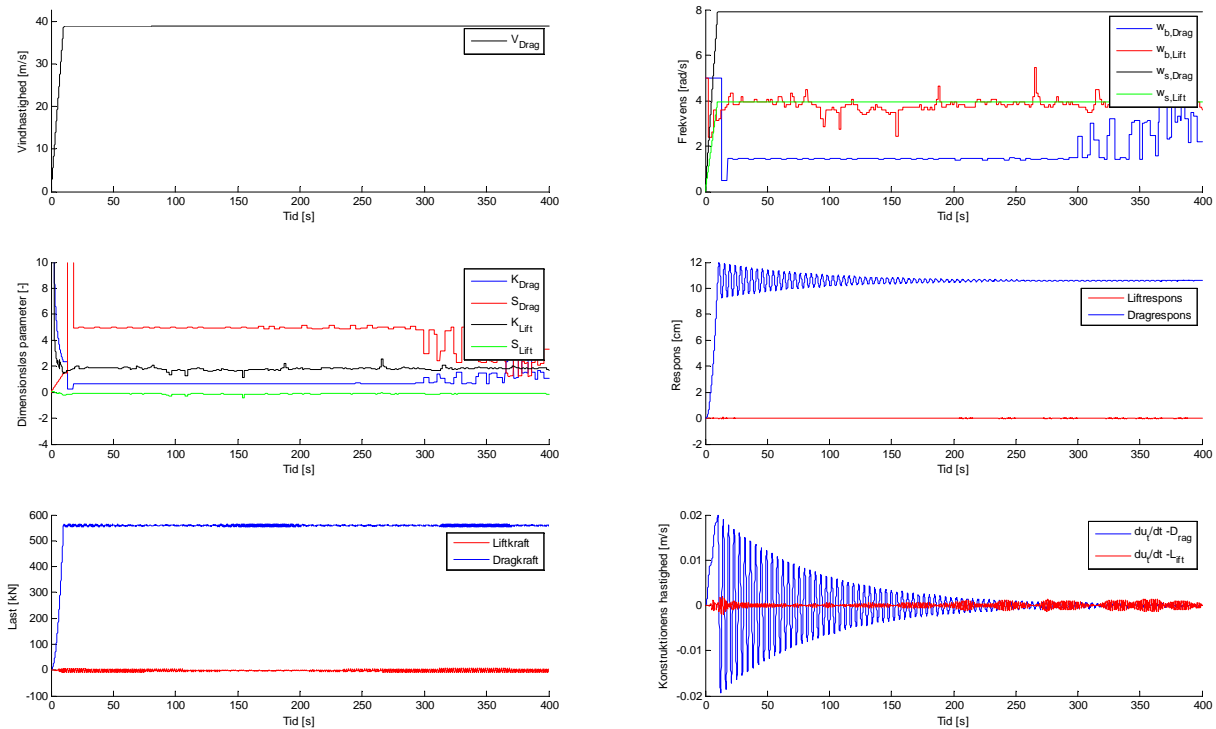 Vindhastighed [m/s]
40
30
20
10
0
V_Drag
0 50 100 150 200 250 300 350 400
Tid [s]
Frekvens [rad/s]
8
6
4
2
0
w_b,Drag
w_b,Lift
w_s,Drag
w_s,Lift
0 50 100 150 200 250 300 350 400
Tid [s]
Dimensionsløs parameter [-]
10
8
6
4
2
0
-2
-4
K_Drag
S_Drag
K_Lift
S_Lift
0 50 100 150 200 250 300 350 400
Tid [s]
Respons [cm]
12
10
8
6
4
2
0
-2
Liftrespons
Dragrespons
0 50 100 150 200 250 300 350 400
Tid [s]
Last [kN]
600
500
400
300
200
100
0
-100
Liftkraft
Dragkraft
0 50 100 150 200 250 300 350 400
Tid [s]
Konstruktionens hastighed [m/s]
0.02
0.01
0
-0.01
-0.02
du_t/dt -D_rag
du_t/dt -L_ift
0 50 100 150 200 250 300 350 400
Tid [s]